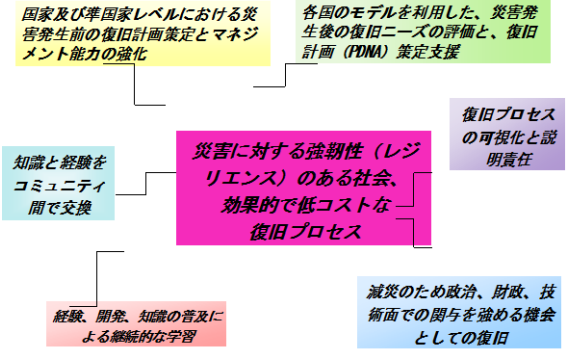 国家及び準国家レベルにおける災
害発生前の復旧計画策定とマネジ
メント能力の強化
各国のモデルを利用した、災害発
生後の復旧ニーズの評価と、復旧
計画（PDNA）策定支援
復旧プロセス
の可視化と説
明責任
知識と経験を
コミュニティ
間で交換
災害に対する強靭性（レジ
リエンス）のある社会、
効果的で低コストな
復旧プロセス
経験、開発、知識の普及に
よる継続的な学習
減災のため政治、財政、技
術面での関与を強める機会
としての復旧